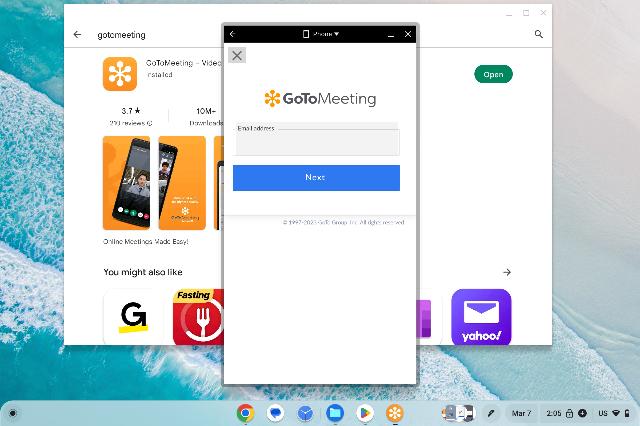 gotomeeting
Phone
GoToMeeting – Video
Installed
Open
3.7 ★
10M+
210 reviews
Downloads
GoToMeeting
Email address
Next
© 1997-2023 GoTo Group, Inc. All rights reserved.
GoToMeeting
Online Meetings Made Easy!
You might also like
G
Fasting
yahoo!
Mar 7
2:05
US